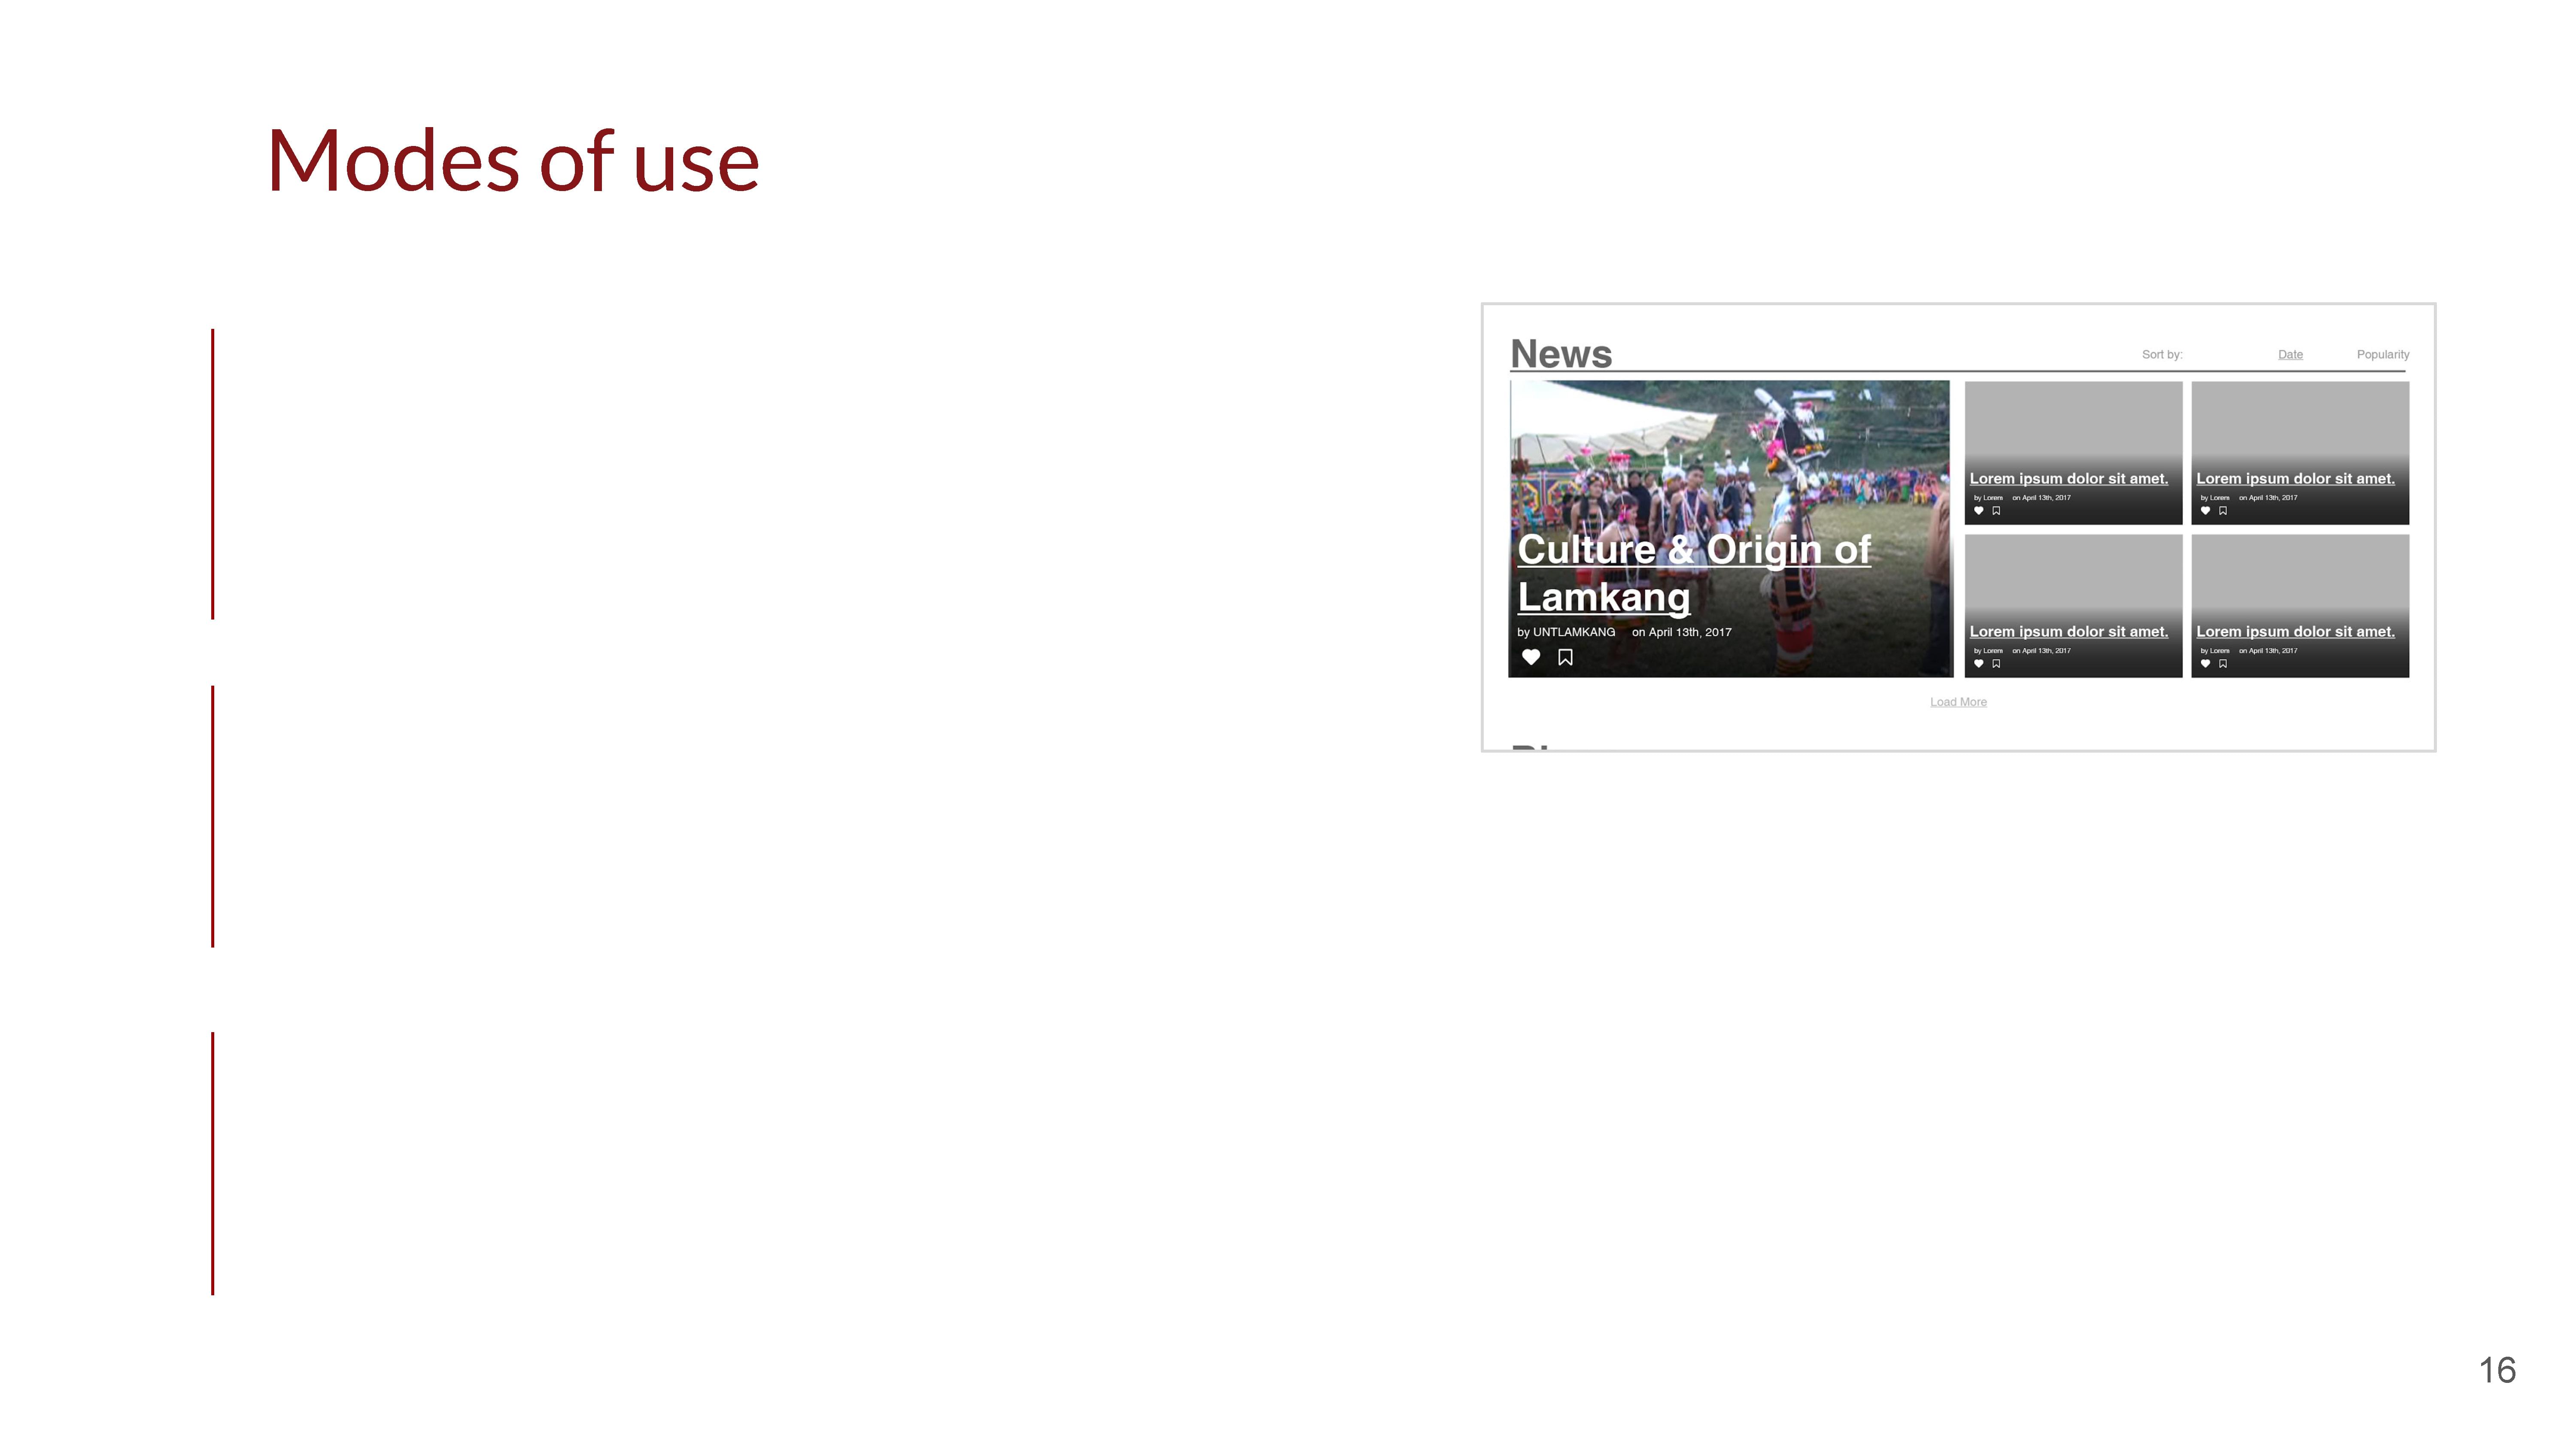 Modes of use
News
Sort by: Date Popularity
Culture & Origin of
Lamkang
by UNTLAMKANG on April 13th, 2017
Lorem ipsum dolor sit amet.
by Lorem on April 13th, 2017
Lorem ipsum dolor sit amet.
by Lorem on April 13th, 2017
Lorem ipsum dolor sit amet.
by Lorem on April 13th, 2017
Lorem ipsum dolor sit amet.
by Lorem on April 13th, 2017
Load More
16